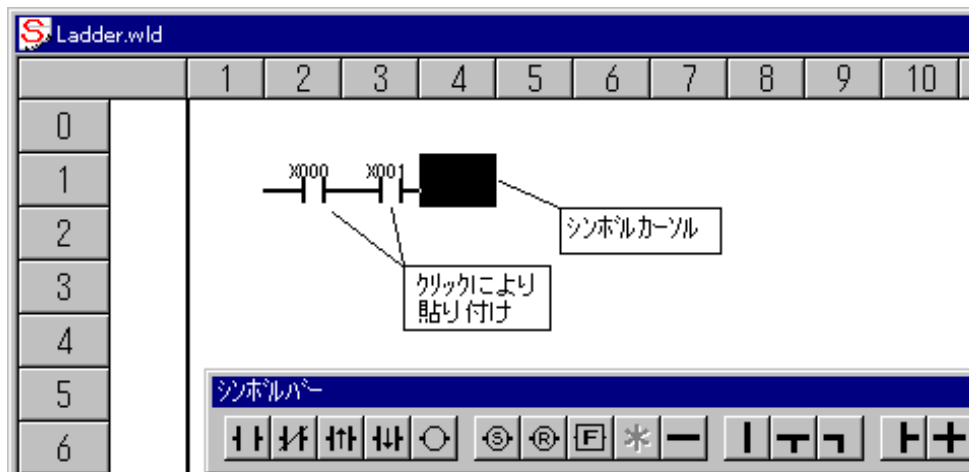 Ladder.wld
1 2 3 4 5 6 7 8 9 10
0
1
X000 X001
2
シンボルカーソル
3
クリックにより
貼り付け
4
5
シンボルバー
6
S R F